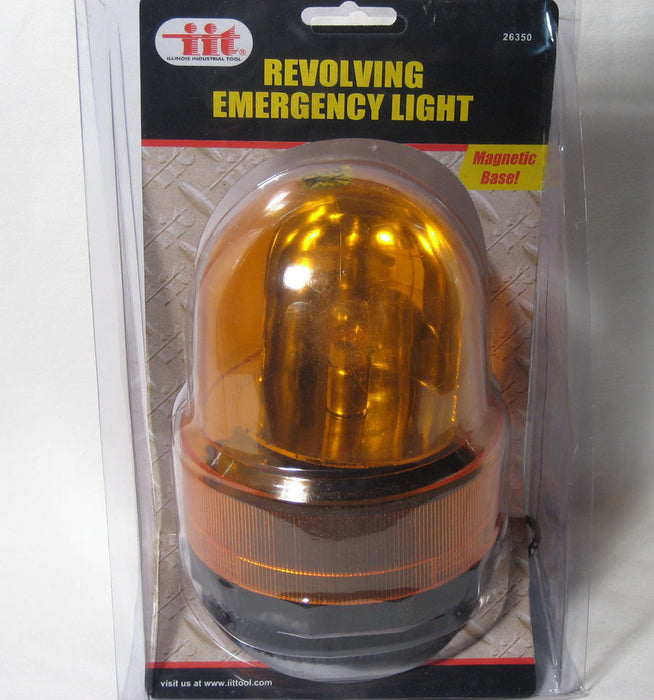 iit®
ILLINOIS INDUSTRIAL TOOL
26350
REVOLVING
EMERGENCY LIGHT
Magnetic
Base!
visit us at www.iittool.com